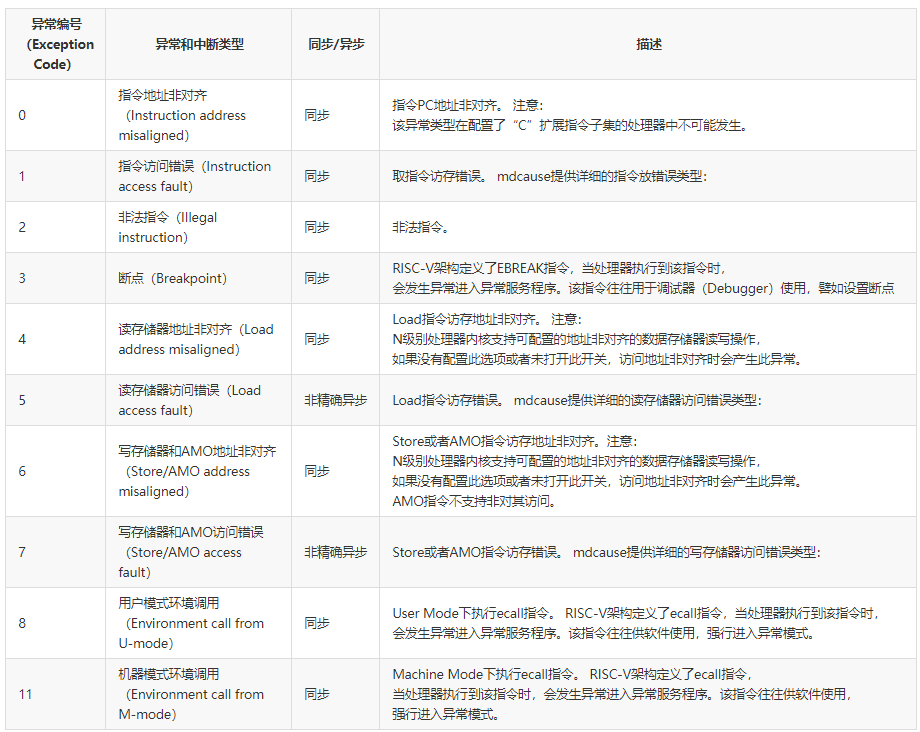 异常编号
（Exception
Code）
异常和中断类型
同步/异步
描述
0
指令地址非对齐
（Instruction address
misaligned）
同步
指令PC地址非对齐。 注意：
该异常类型在配置了“C”扩展指令子集的处理器中不可能发生。
1
指令访问错误（Instruction
access fault）
同步
取指令访存错误。 mdcause提供详细的指令放错误类型:
2
非法指令（Illegal
instruction）
同步
非法指令。
3
断点（Breakpoint）
同步
RISC-V架构定义了EBREAK指令，当处理器执行到该指令时，
会发生异常进入异常服务程序。该指令往往用于调试器（Debugger）使用，譬如设置断点
4
读存储器地址非对齐（Load
address misaligned）
同步
Load指令访存地址非对齐。 注意：
N级别处理器内核支持可配置的地址非对齐的数据存储器读写操作，
如果没有配置此选项或者未打开此开关，访问地址非对齐时会产生此异常。
5
读存储器访问错误（Load
access fault）
非精确异步
Load指令访存错误。 mdcause提供详细的读存储器访问错误类型:
6
写存储器和AMO地址非对齐
（Store/AMO address
misaligned）
同步
Store或者AMO指令访存地址非对齐。注意：
N级别处理器内核支持可配置的地址非对齐的数据存储器读写操作，
如果没有配置此选项或者未打开此开关，访问地址非对齐时会产生此异常。
AMO指令不支持非对其访问。
7
写存储器和AMO访问错误
（Store/AMO access
fault）
非精确异步
Store或者AMO指令访存错误。 mdcause提供详细的写存储器访问错误类型:
8
用户模式环境调用
（Environment call from
U-mode）
同步
User Mode下执行ecall指令。 RISC-V架构定义了ecall指令，当处理器执行到该指令时，
会发生异常进入异常服务程序。该指令往往供软件使用，强行进入异常模式。
11
机器模式环境调用
（Environment call from
M-mode）
同步
Machine Mode下执行ecall指令。 RISC-V架构定义了ecall指令，
当处理器执行到该指令时，会发生异常进入异常服务程序。该指令往往供软件使用，
强行进入异常模式。